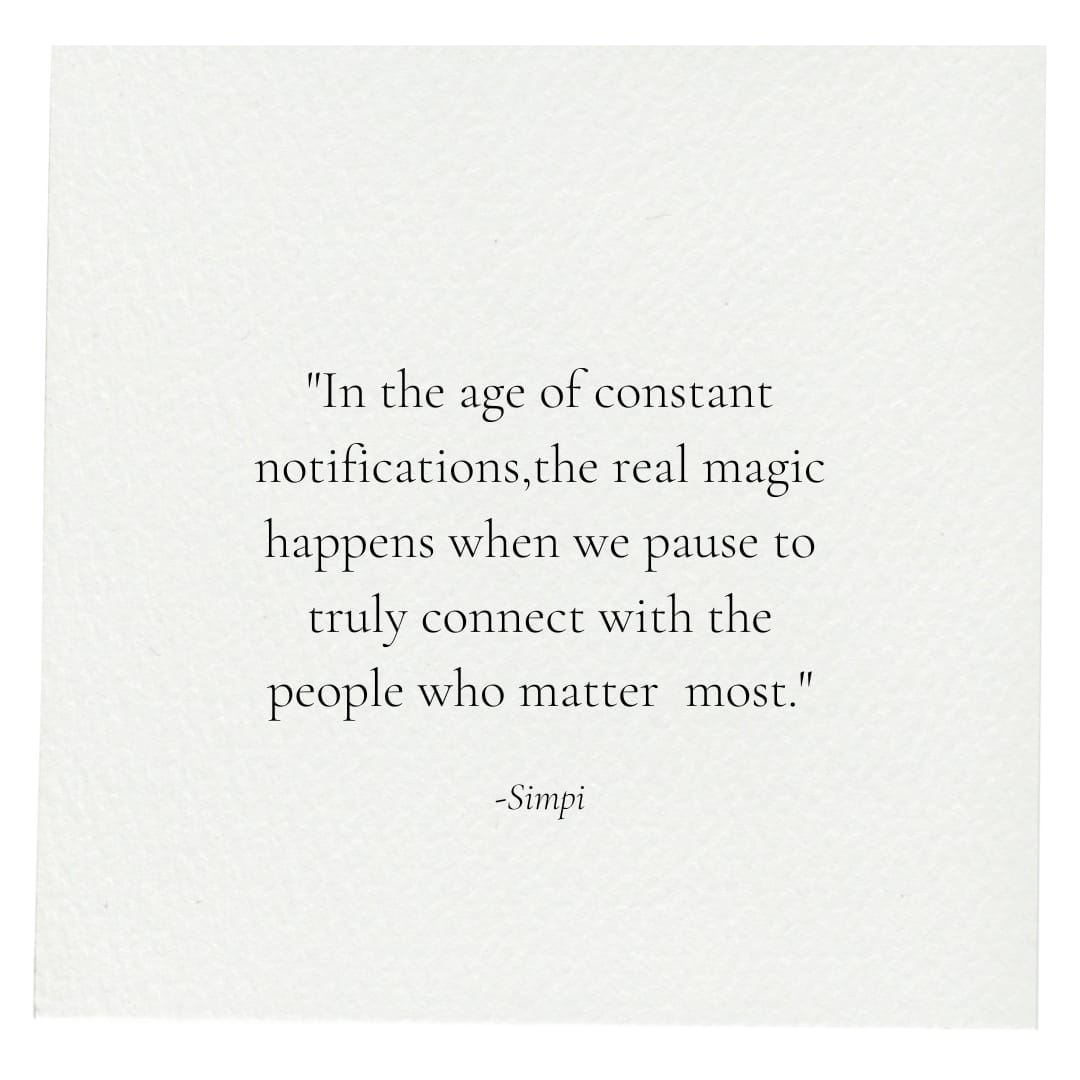 "In the age of constant
notifications,the real magic
happens when we pause to
truly connect with the
people who matter  most."
-Simpi